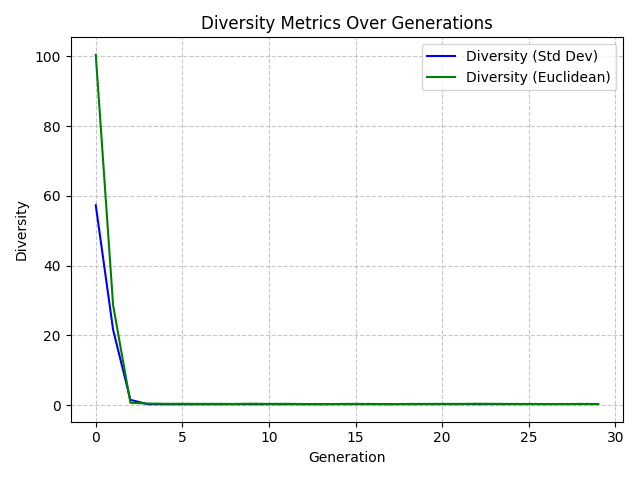 Diversity Metrics Over Generations
Diversity (Std Dev)
Diversity (Euclidean)
Diversity
100
80
60
40
20
0
0 5 10 15 20 25 30
Generation